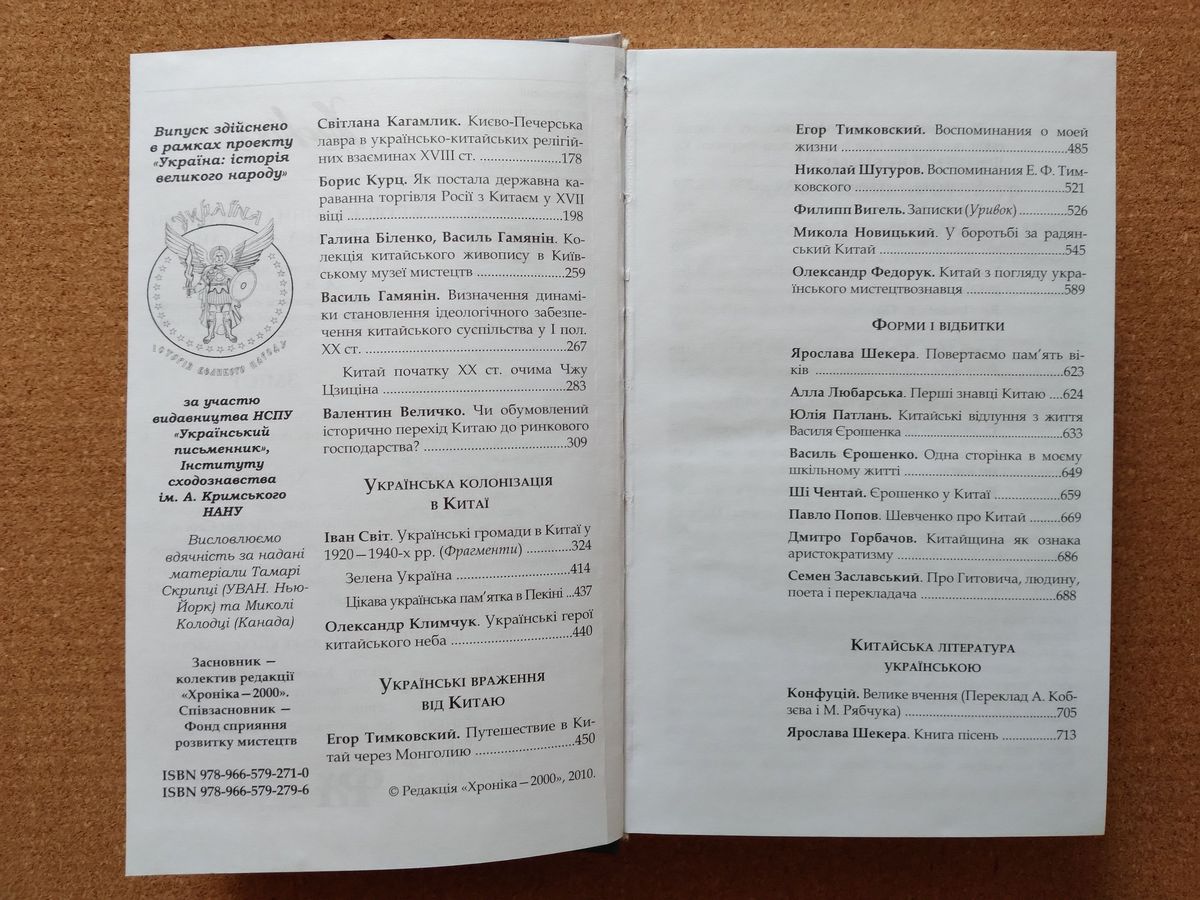 Випуск здійснено
в рамках проекту
«Україна: історія
великого народу»
УКРАЇНА
ІСТОРІЯ ВЕЛИКОГО НАРОДУ
за участю
видавництва НСПУ
«Український
письменник»,
Інституту
сходознавства
ім. А. Кримського
НАНУ
Висловлюємо
вдячність за надані
матеріали Тамарі
Скрипці (УВАН. Нью-
Йорк) та Миколі
Колодці (Канада)
Засновник —
колектив редакції
«Хроніка—2000».
Співзасновник —
Фонд сприяння
розвитку мистецтв
ISBN 978-966-579-271-0
ISBN 978-966-579-279-6
Світлана Кагамлик. Києво-Печерська
лавра в українсько-китайських релігій-
них взаєминах XVIII ст. ....................178
Борис Курц. Як постала державна ка-
раванна торгівля Росії з Китаєм у XVII
віці ....................198
Галина Біленко, Василь Гамянін. Ко-
лекція китайського живопису в Київ-
ському музеї мистецтв ....................259
Василь Гамянін. Визначення динамі-
ки становлення ідеологічного забезпе-
чення китайського суспільства у І пол.
ХХ ст. ....................267
Китай початку ХХ ст. очима Чжу
Цзиціна ....................283
Валентин Величко. Чи обумовлений
історично перехід Китаю до ринкового
господарства? ....................309
Українська колонізація
в Китаї
Іван Світ. Українські громади в Китаї у
1920—1940-х рр. (Фрагменти) ............324
Зелена Україна ....................414
Цікава українська пам’ятка в Пекіні ...437
Олександр Климчук. Українські герої
китайського неба ....................440
Українські враження
від Китаю
Егор Тимковский. Путешествие в Ки-
тай через Монголию ....................450
© Редакція «Хроніка—2000», 2010.
Егор Тимковский. Воспоминания о моей
жизни ....................485
Николай Шугуров. Воспоминания Е. Ф. Тим-
ковского ....................521
Филипп Вигель. Записки (Уривок) ............526
Микола Новицький. У боротьбі за радян-
ський Китай ....................545
Олександр Федорук. Китай з погляду укра-
їнського мистецтвознавця ....................589
Форми і відбитки
Ярослава Шекера. Повертаємо пам’ять ві-
ків ....................623
Алла Любарська. Перші знавці Китаю ....624
Юлія Патлань. Китайські відлуння з життя
Василя Єрошенка ....................633
Василь Єрошенко. Одна сторінка в моєму
шкільному житті ....................649
Ші Чентай. Єрошенко у Китаї ............659
Павло Попов. Шевченко про Китай ........669
Дмитро Горбачов. Китайщина як ознака
аристократизму ....................686
Семен Заславський. Про Гитовича, людину,
поета і перекладача ....................688
Китайська література
українською
Конфуцій. Велике вчення (Переклад А. Коб-
зєва і М. Рябчука) ....................705
Ярослава Шекера. Книга пісень ............713